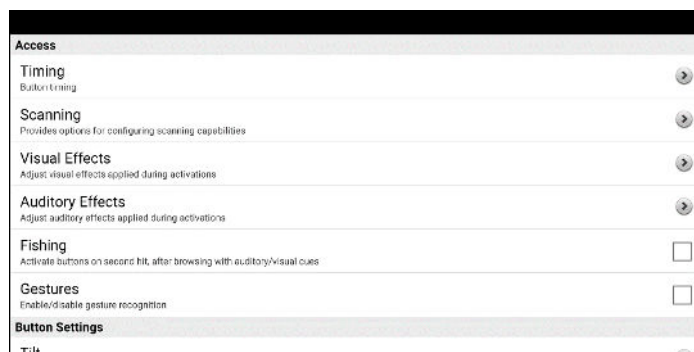 Access
Timing
Button timing
Scanning
Provides options for configuring scanning capabilities
Visual Effects
Adjust visual effects applied during activations
Auditory Effects
Adjust auditory effects applied during activations
Fishing
Activate buttons on second hit, after browsing with auditory/visual cues
Gestures
Enable/disable gesture recognition
Button Settings
Tilt